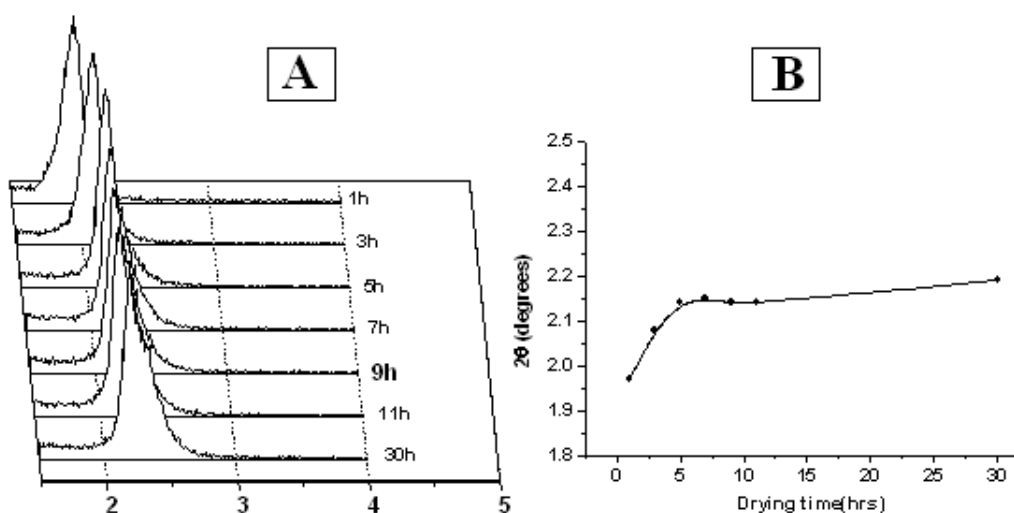 A
1h
3h
5h
7h
9h
11h
30h
2 3 4 5
B
2.5
2.4
2.3
2.2
2.1
2.0
1.9
1.8
2θ (degrees)
0 5 10 15 20 25 30
Drying time(hrs)